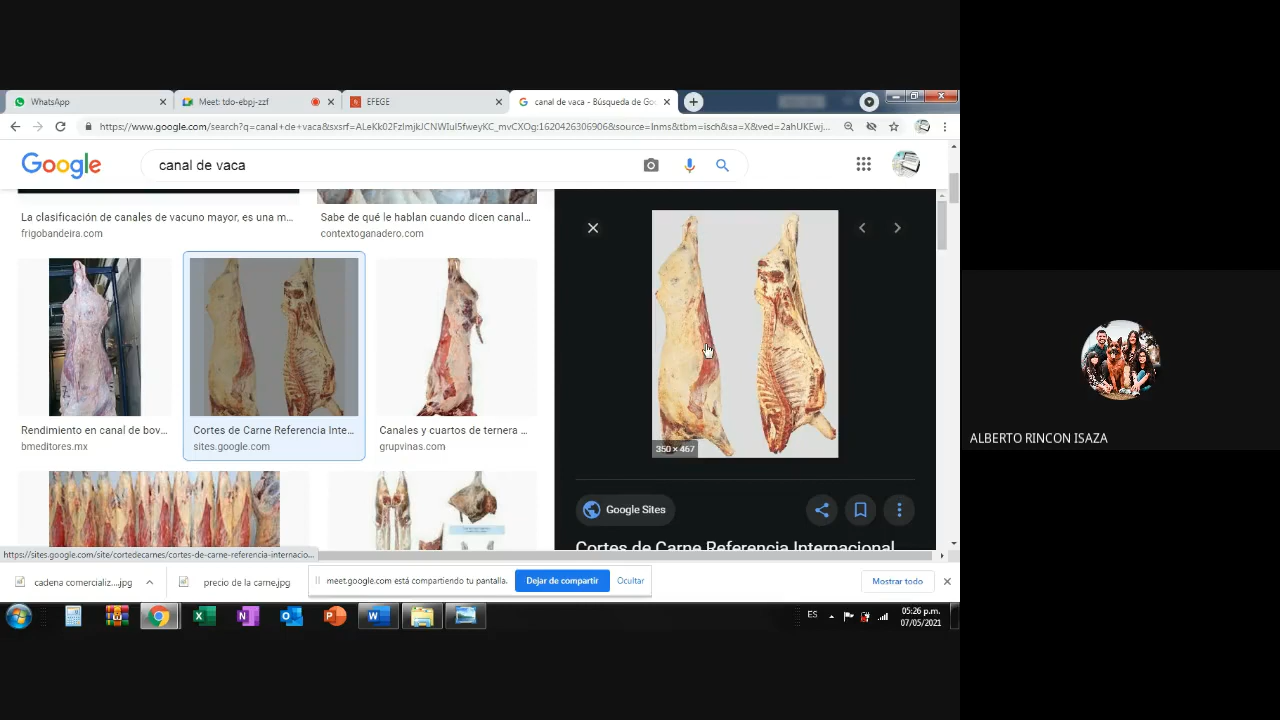 WhatsApp
Meet: tdo-ebpj-zzf
EFEGE
canal de vaca - Búsqueda de Go
https://www.google.com/search?q=canal+de+vaca&sxsrf=ALeKk02FzImjkJCNWIuI5fweyKC_mvCXOg:1620426306906&source=lnms&tbm=isch&sa=X&ved=2ahUKEwj...
Google
canal de vaca
La clasificación de canales de vacuno mayor, es una m...
frigobandeira.com
Sabe de qué le hablan cuando dicen canal...
contextoganadero.com
Rendimiento en canal de bov...
bmeditores.mx
Cortes de Carne Referencia Inte...
sites.google.com
Canales y cuartos de ternera ...
grupvinas.com
350 × 467
Google Sites
Cortes de Carne Referencia Internacional
ALBERTO RINCON ISAZA
https://sites.google.com/site/cortedecarnes/cortes-de-carne-referencia-internacio...
cadena comercializ....jpg
precio de la carne.jpg
meet.google.com está compartiendo tu pantalla.
Dejar de compartir
Ocultar
Mostrar todo
ES
05:26 p.m.
07/05/2021